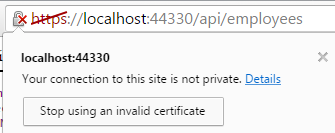 https://localhost:44330/api/employees
localhost:44330
Your connection to this site is not private. Details
Stop using an invalid certificate